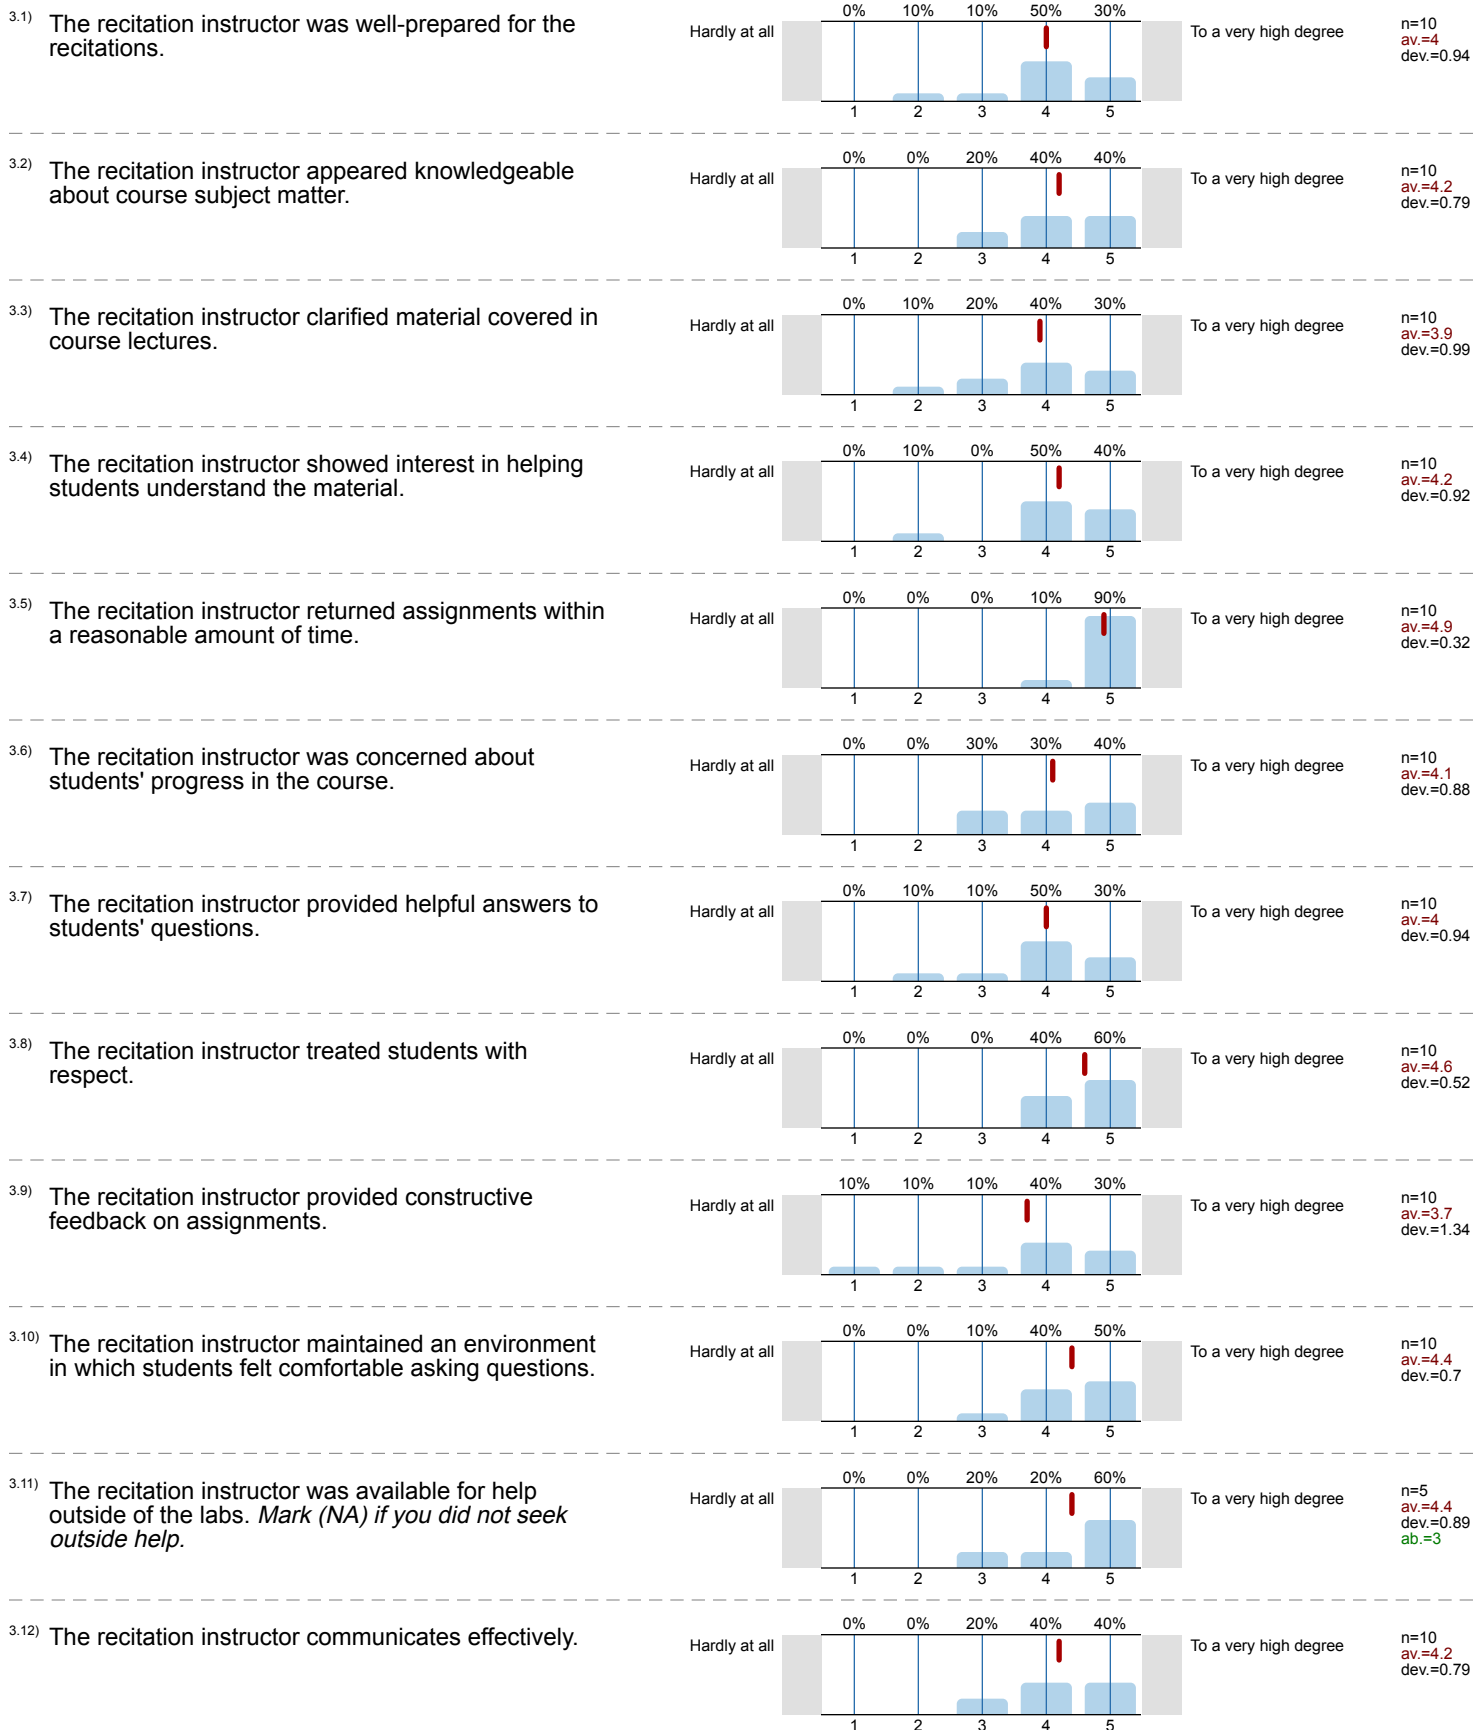 3.1) The recitation instructor was well-prepared for the
recitations.
Hardly at all
0% 10% 10% 50% 30%
1 2 3 4 5
To a very high degree
n=10
av.=4
dev.=0.94
3.2) The recitation instructor appeared knowledgeable
about course subject matter.
Hardly at all
0% 0% 20% 40% 40%
1 2 3 4 5
To a very high degree
n=10
av.=4.2
dev.=0.79
3.3) The recitation instructor clarified material covered in
course lectures.
Hardly at all
0% 10% 20% 40% 30%
1 2 3 4 5
To a very high degree
n=10
av.=3.9
dev.=0.99
3.4) The recitation instructor showed interest in helping
students understand the material.
Hardly at all
0% 10% 0% 50% 40%
1 2 3 4 5
To a very high degree
n=10
av.=4.2
dev.=0.92
3.5) The recitation instructor returned assignments within
a reasonable amount of time.
Hardly at all
0% 0% 0% 10% 90%
1 2 3 4 5
To a very high degree
n=10
av.=4.9
dev.=0.32
3.6) The recitation instructor was concerned about
students' progress in the course.
Hardly at all
0% 0% 30% 30% 40%
1 2 3 4 5
To a very high degree
n=10
av.=4.1
dev.=0.88
3.7) The recitation instructor provided helpful answers to
students' questions.
Hardly at all
0% 10% 10% 50% 30%
1 2 3 4 5
To a very high degree
n=10
av.=4
dev.=0.94
3.8) The recitation instructor treated students with
respect.
Hardly at all
0% 0% 0% 40% 60%
1 2 3 4 5
To a very high degree
n=10
av.=4.6
dev.=0.52
3.9) The recitation instructor provided constructive
feedback on assignments.
Hardly at all
10% 10% 10% 40% 30%
1 2 3 4 5
To a very high degree
n=10
av.=3.7
dev.=1.34
3.10) The recitation instructor maintained an environment
in which students felt comfortable asking questions.
Hardly at all
0% 0% 10% 40% 50%
1 2 3 4 5
To a very high degree
n=10
av.=4.4
dev.=0.7
3.11) The recitation instructor was available for help
outside of the labs. Mark (NA) if you did not seek
outside help.
Hardly at all
0% 0% 20% 20% 60%
1 2 3 4 5
To a very high degree
n=5
av.=4.4
dev.=0.89
ab.=3
3.12) The recitation instructor communicates effectively.
Hardly at all
0% 0% 20% 40% 40%
1 2 3 4 5
To a very high degree
n=10
av.=4.2
dev.=0.79